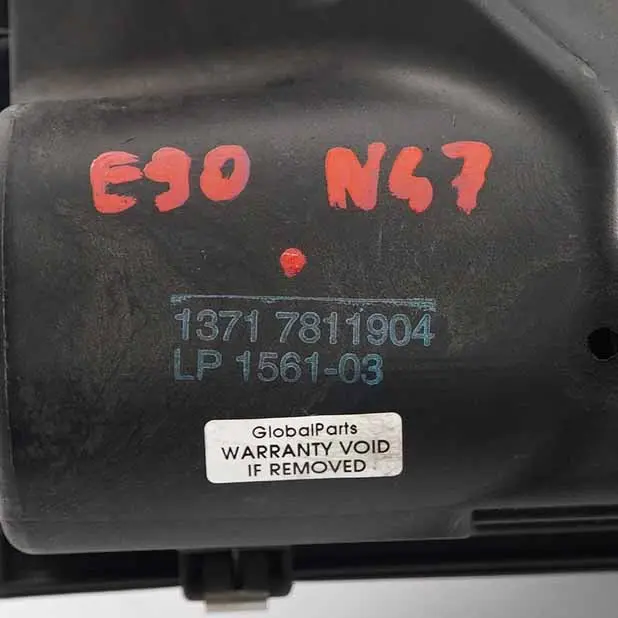 E90 N47
1371 7811904
LP 1561-03
GlobalParts
WARRANTY VOID
IF REMOVED